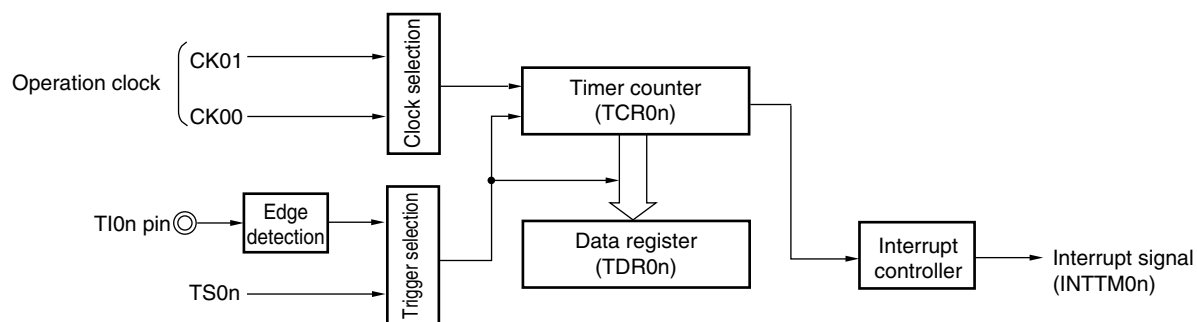 Operation clock
CK01
CK00
Clock selection
Timer counter
(TCR0n)
TI0n pin
Edge
detection
TS0n
Trigger selection
Data register
(TDR0n)
Interrupt
controller
Interrupt signal
(INTTM0n)